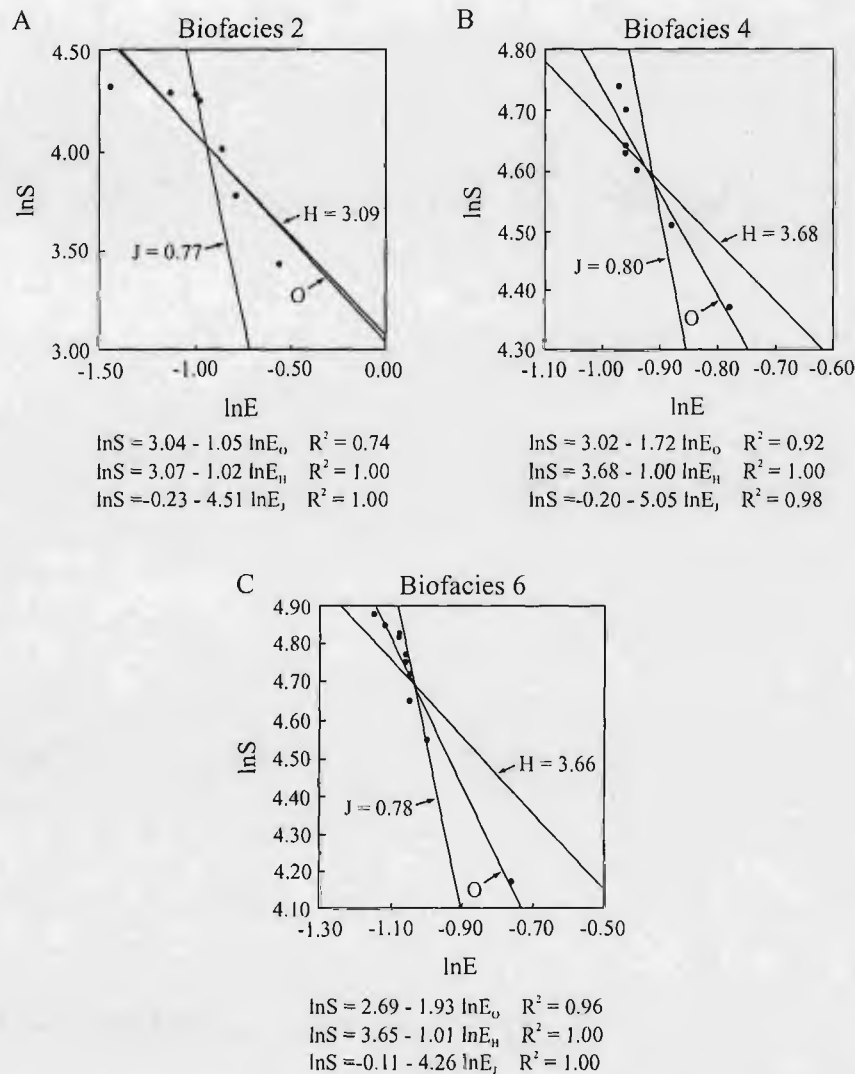 A
Biofacies 2
4.50
4.00
3.50
3.00
lnS
J = 0.77
H = 3.09
O
-1.50
-1.00
-0.50
0.00
lnE
lnS = 3.04 - 1.05 lnE_O R² = 0.74
lnS = 3.07 - 1.02 lnE_H R² = 1.00
lnS =-0.23 - 4.51 lnE_J R² = 1.00
B
Biofacies 4
4.80
4.70
4.60
4.50
4.40
4.30
lnS
H = 3.68
J = 0.80
O
-1.10
-1.00
-0.90
-0.80
-0.70
-0.60
lnE
lnS = 3.02 - 1.72 lnE_O R² = 0.92
lnS = 3.68 - 1.00 lnE_H R² = 1.00
lnS =-0.20 - 5.05 lnE_J R² = 0.98
C
Biofacies 6
4.90
4.80
4.70
4.60
4.50
4.40
4.30
4.20
4.10
lnS
H = 3.66
J = 0.78
O
-1.30
-1.10
-0.90
-0.70
-0.50
lnE
lnS = 2.69 - 1.93 lnE_O R² = 0.96
lnS = 3.65 - 1.01 lnE_H R² = 1.00
lnS =-0.11 - 4.26 lnE_J R² = 1.00